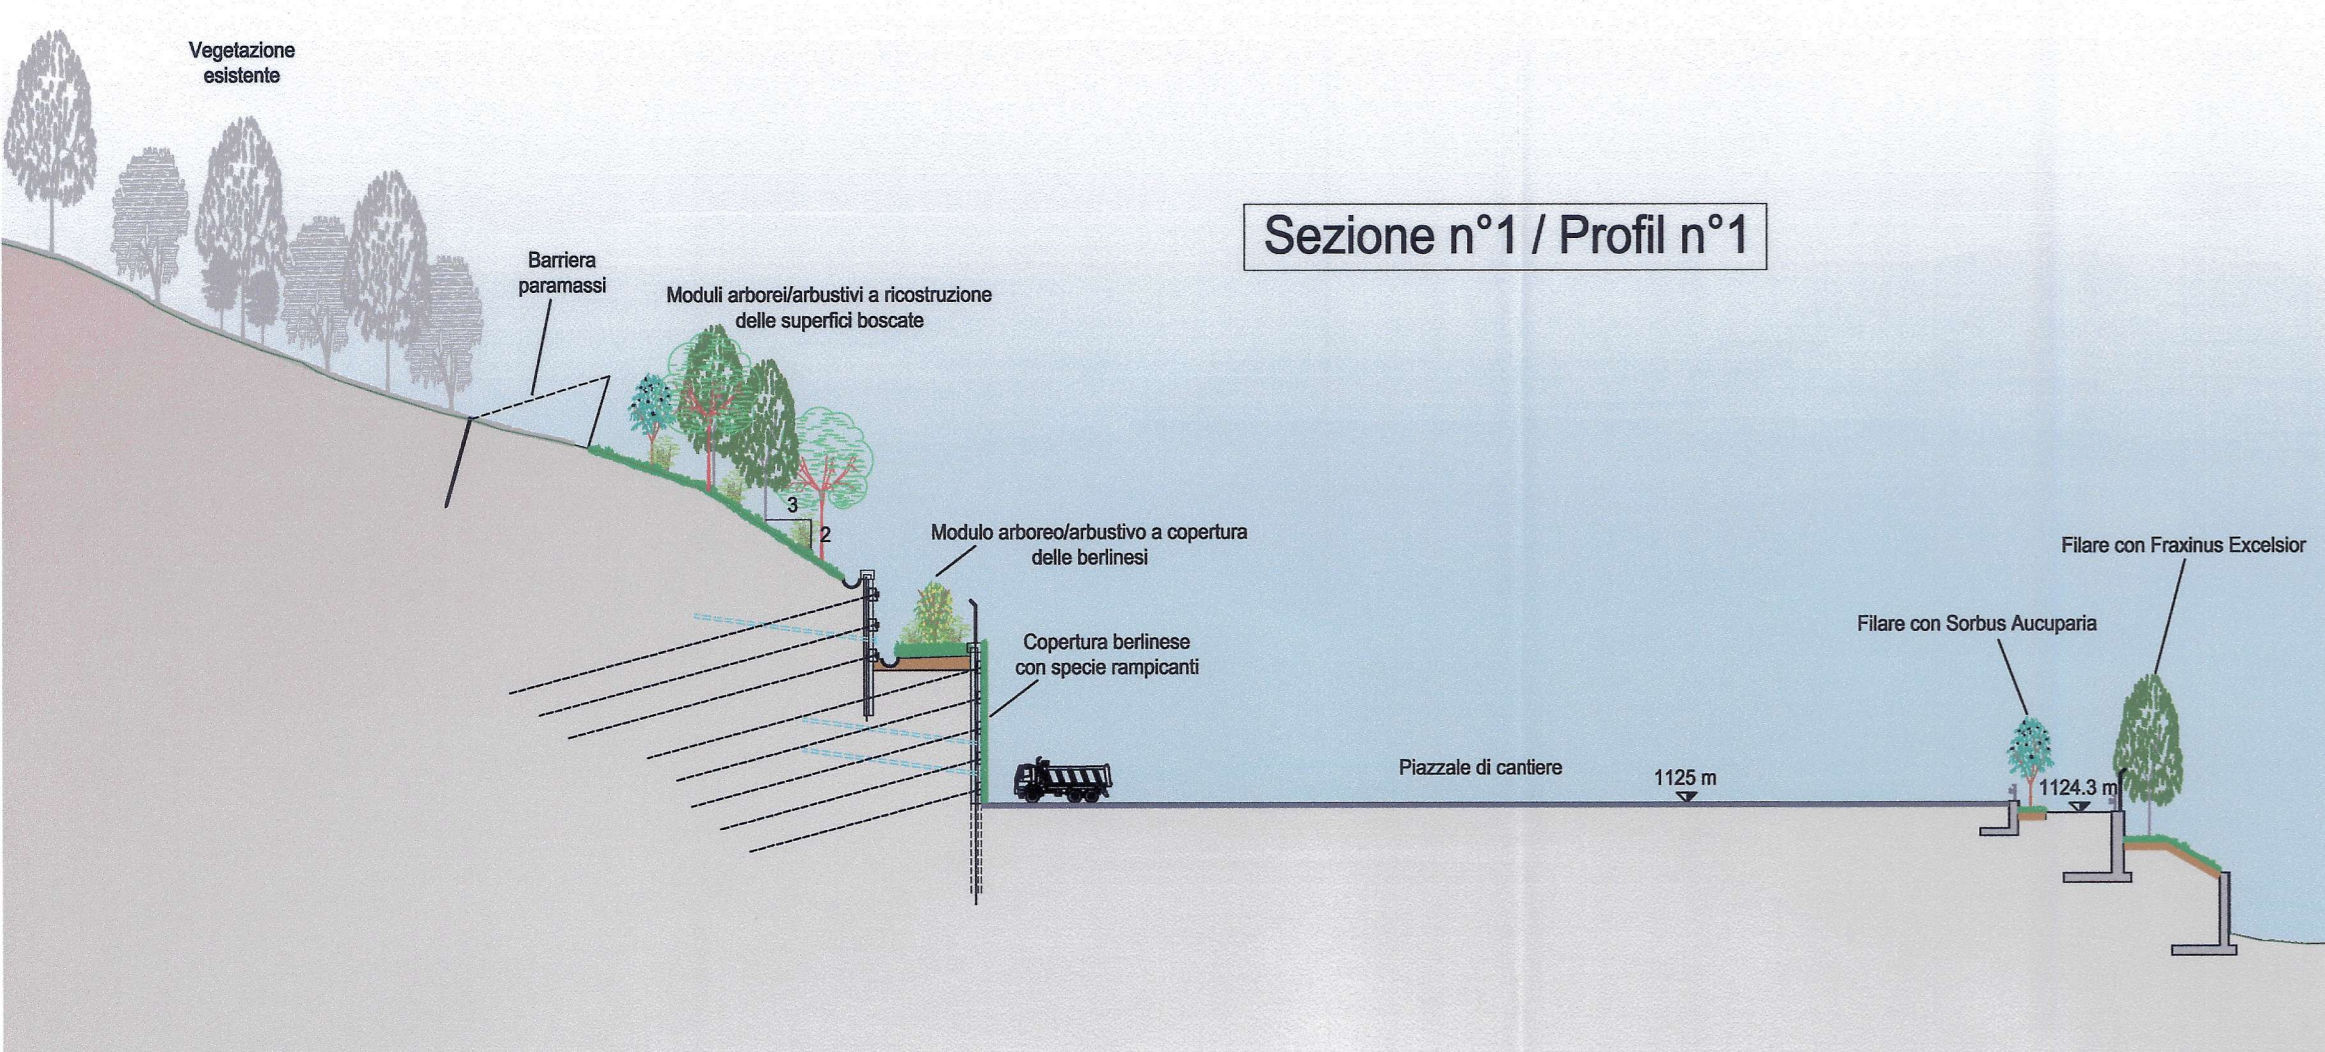 Vegetazione
esistente
Sezione n°1 / Profil n°1
Barriera
paramassi
Moduli arborei/arbustivi a ricostruzione
delle superfici boscate
3
2
Modulo arboreo/arbustivo a copertura
delle berlinesi
Filare con Fraxinus Excelsior
Filare con Sorbus Aucuparia
Copertura berlinese
con specie rampicanti
Piazzale di cantiere
1125 m
1124.3 m